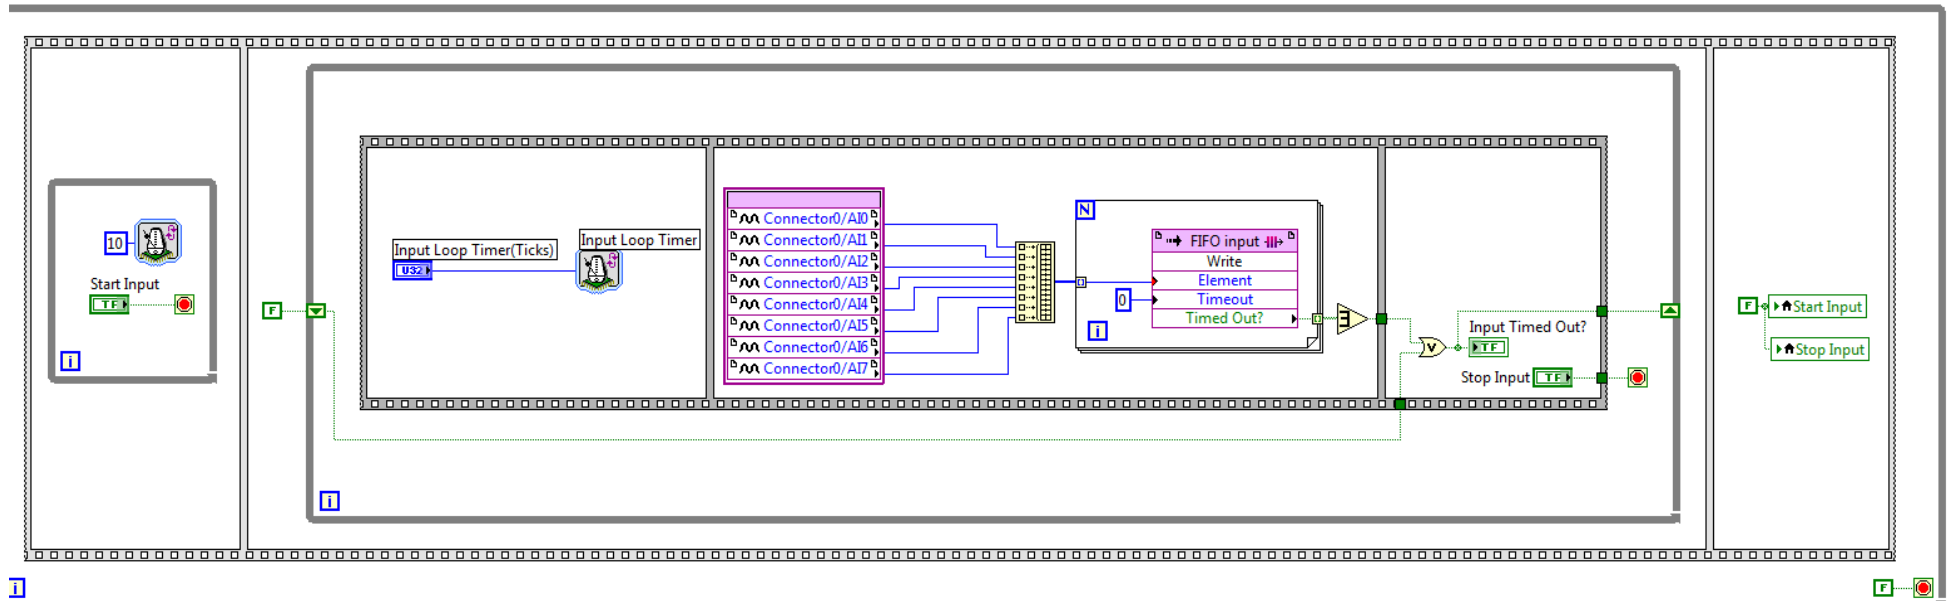 10
Start Input
TF
i
F
i
Input Loop Timer(Ticks)
U32
Input Loop Timer
Connector0/AI0
Connector0/AI1
Connector0/AI2
Connector0/AI3
Connector0/AI4
Connector0/AI5
Connector0/AI6
Connector0/AI7
N
FIFO input
Write
Element
0
Timeout
Timed Out?
i
V
Input Timed Out?
TF
Stop Input
TF
F
Start Input
Stop Input
i
F